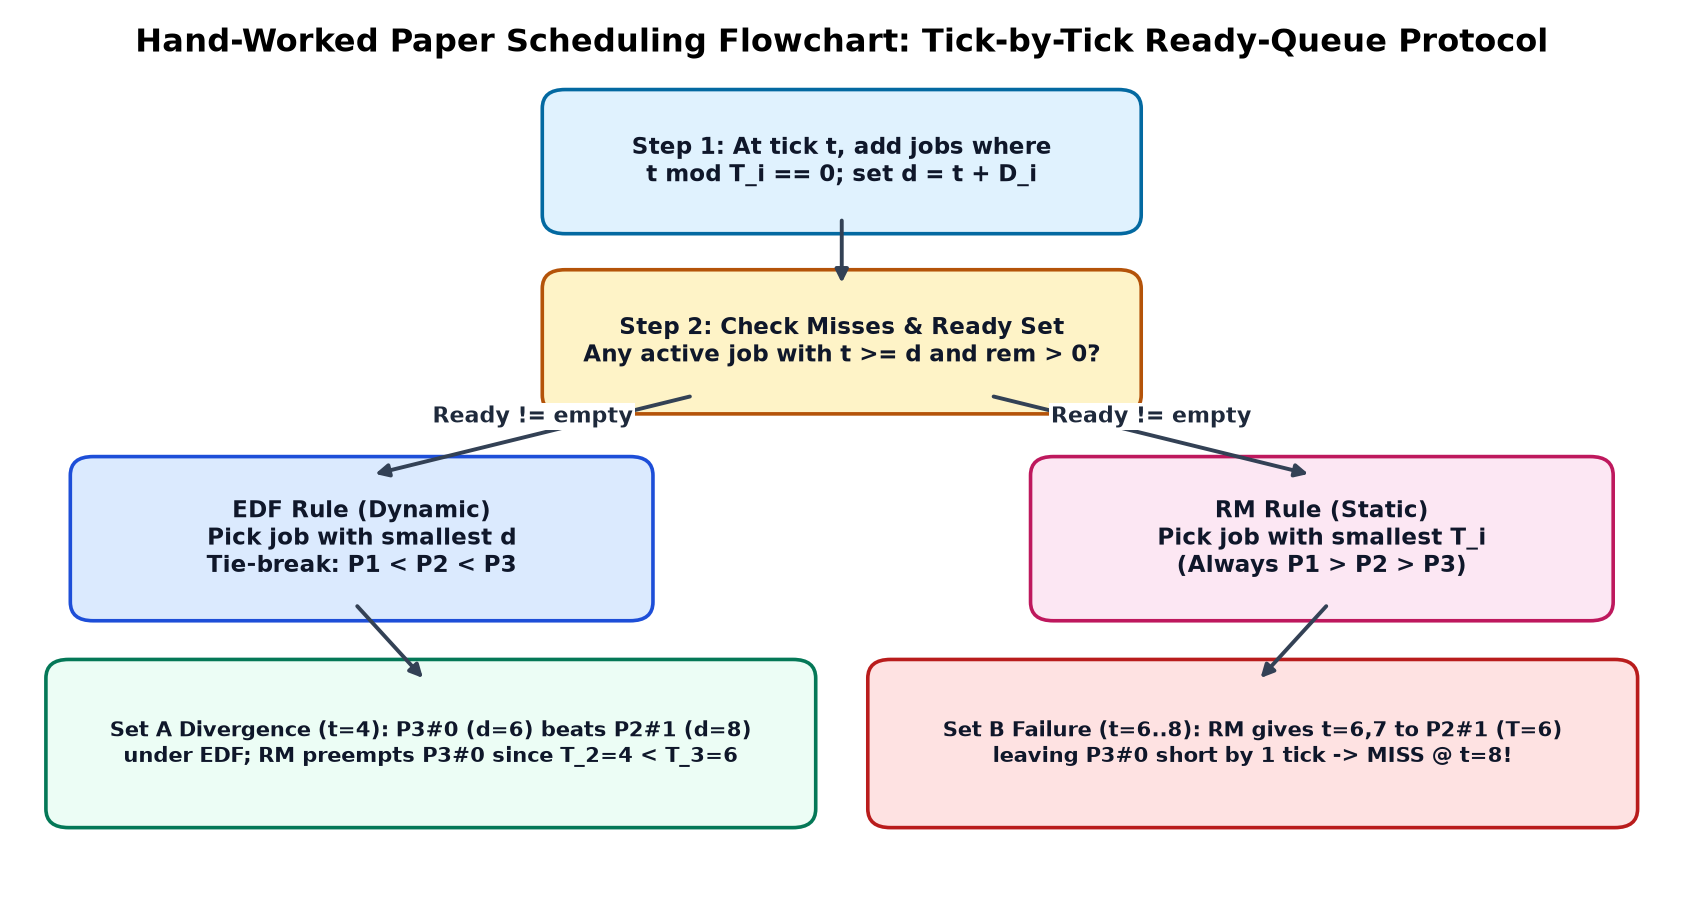 Hand-Worked Paper Scheduling Flowchart: Tick-by-Tick Ready-Queue Protocol
Step 1: At tick t, add jobs where
t mod T_i == 0; set d = t + D_i
Step 2: Check Misses & Ready Set
Any active job with t >= d and rem > 0?
Ready != empty
Ready != empty
EDF Rule (Dynamic)
Pick job with smallest d
Tie-break: P1 < P2 < P3
RM Rule (Static)
Pick job with smallest T_i
(Always P1 > P2 > P3)
Set A Divergence (t=4): P3#0 (d=6) beats P2#1 (d=8)
under EDF; RM preempts P3#0 since T_2=4 < T_3=6
Set B Failure (t=6..8): RM gives t=6,7 to P2#1 (T=6)
leaving P3#0 short by 1 tick -> MISS @ t=8!